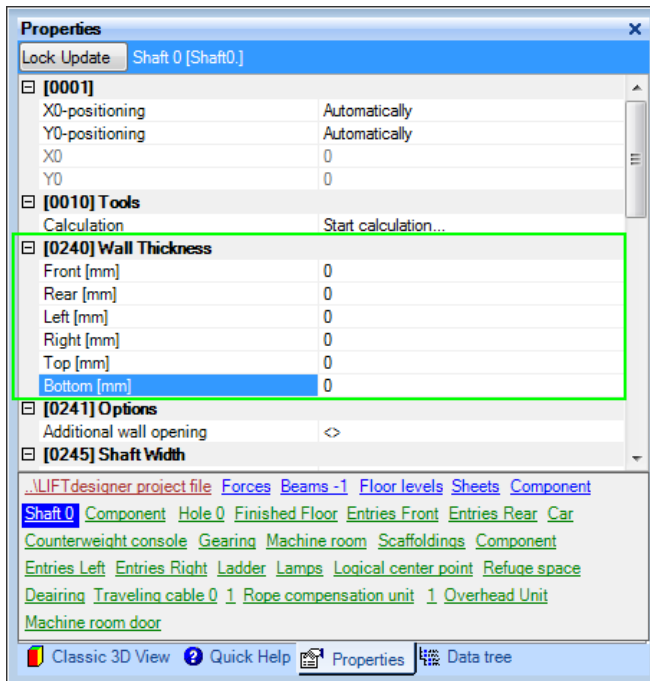 Properties
Lock Update Shaft 0 [Shaft0.]
[0001]
X0-positioning Automatically
Y0-positioning Automatically
X0 0
Y0 0
[0010] Tools
Calculation Start calculation...
[0240] Wall Thickness
Front [mm] 0
Rear [mm] 0
Left [mm] 0
Right [mm] 0
Top [mm] 0
Bottom [mm] 0
[0241] Options
Additional wall opening <>
[0245] Shaft Width
..\LIFTdesigner project file Forces Beams -1 Floor levels Sheets Component
Shaft 0 Component Hole 0 Finished Floor Entries Front Entries Rear Car
Counterweight console Gearing Machine room Scaffoldings Component
Entries Left Entries Right Ladder Lamps Logical center point Refuge space
Deairing Traveling cable 0 1 Rope compensation unit 1 Overhead Unit
Machine room door
Classic 3D View Quick Help Properties Data tree